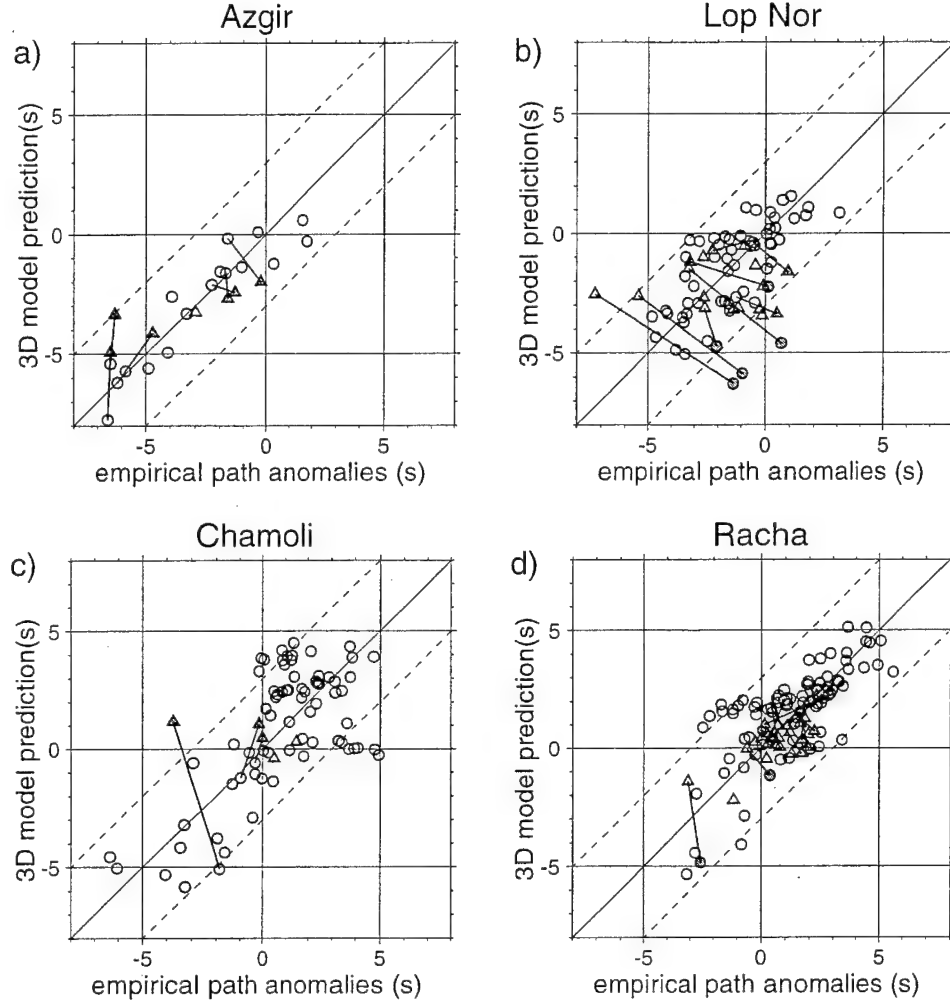 Azgir
a)
5
0
-5
3D model prediction(s)
-5 0 5
empirical path anomalies (s)
Lop Nor
b)
5
0
-5
3D model prediction(s)
-5 0 5
empirical path anomalies (s)
Chamoli
c)
5
0
-5
3D model prediction(s)
-5 0 5
empirical path anomalies (s)
Racha
d)
5
0
-5
3D model prediction(s)
-5 0 5
empirical path anomalies (s)